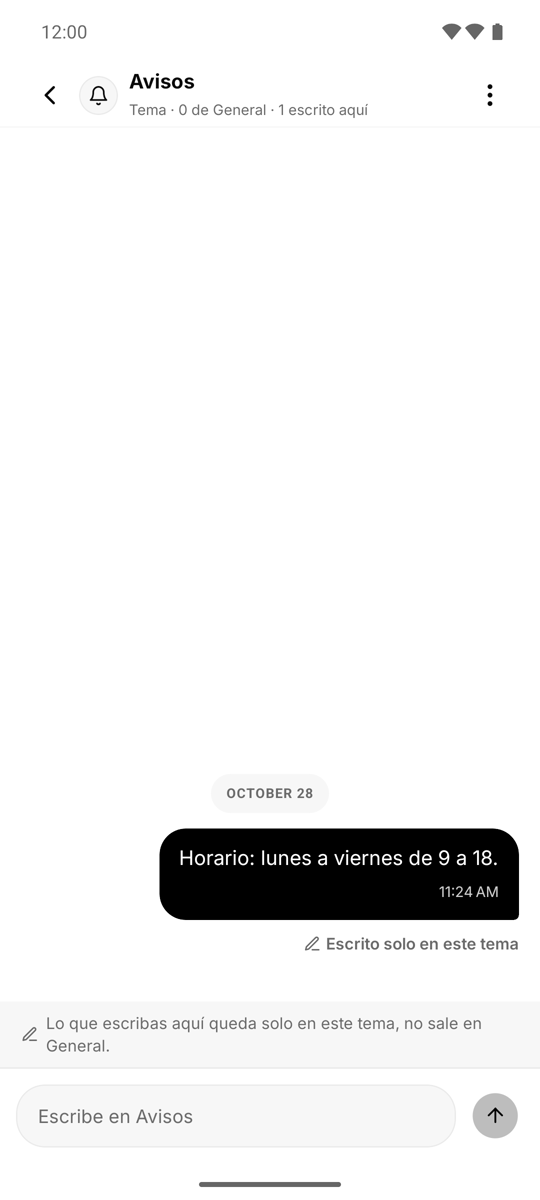 12:00
Avisos
Tema · 0 de General · 1 escrito aquí
OCTOBER 28
Horario: lunes a viernes de 9 a 18.
11:24 AM
Escrito solo en este tema
Lo que escribas aquí queda solo en este tema, no sale en
General.
Escribe en Avisos